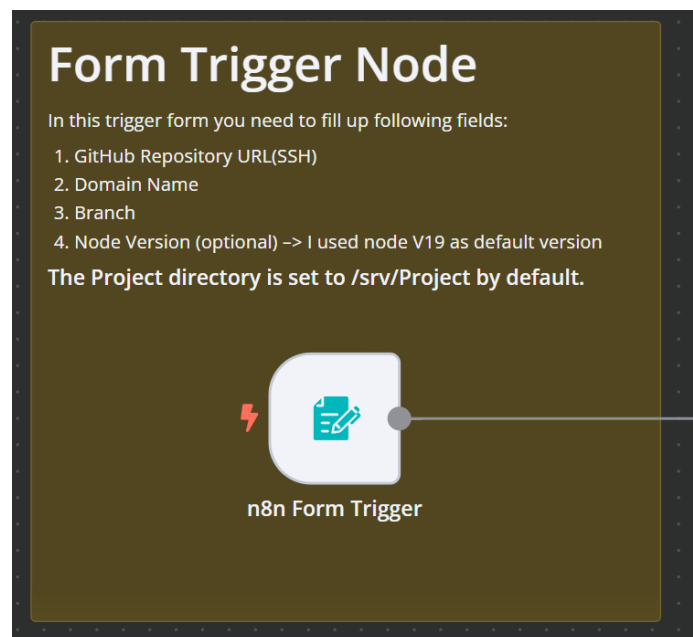 Form Trigger Node
In this trigger form you need to fill up following fields:
1. GitHub Repository URL(SSH)
2. Domain Name
3. Branch
4. Node Version (optional) –> I used node V19 as default version
The Project directory is set to /srv/Project by default.
n8n Form Trigger